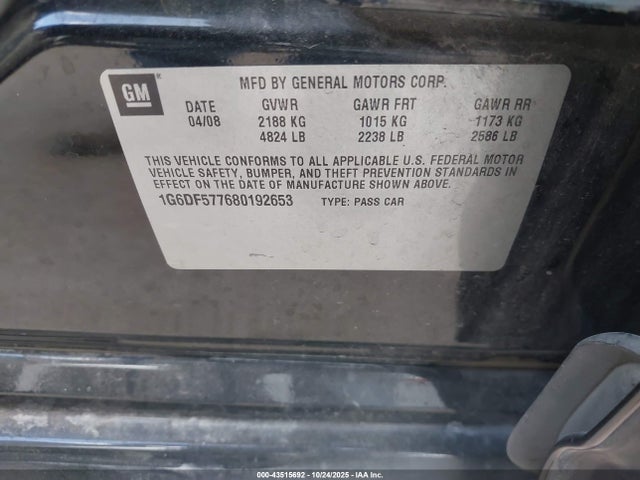 GM
MFD BY GENERAL MOTORS CORP.
DATE GVWR GAWR FRT GAWR RR
04/08 2188 KG 1015 KG 1173 KG
4824 LB 2238 LB 2586 LB
THIS VEHICLE CONFORMS TO ALL APPLICABLE U.S. FEDERAL MOTOR
VEHICLE SAFETY, BUMPER, AND THEFT PREVENTION STANDARDS
IN EFFECT ON THE DATE OF MANUFACTURE SHOWN ABOVE.
1G6DF577680192653 TYPE: PASS CAR
000-43515692 - 10/24/2025 - IAA Inc.